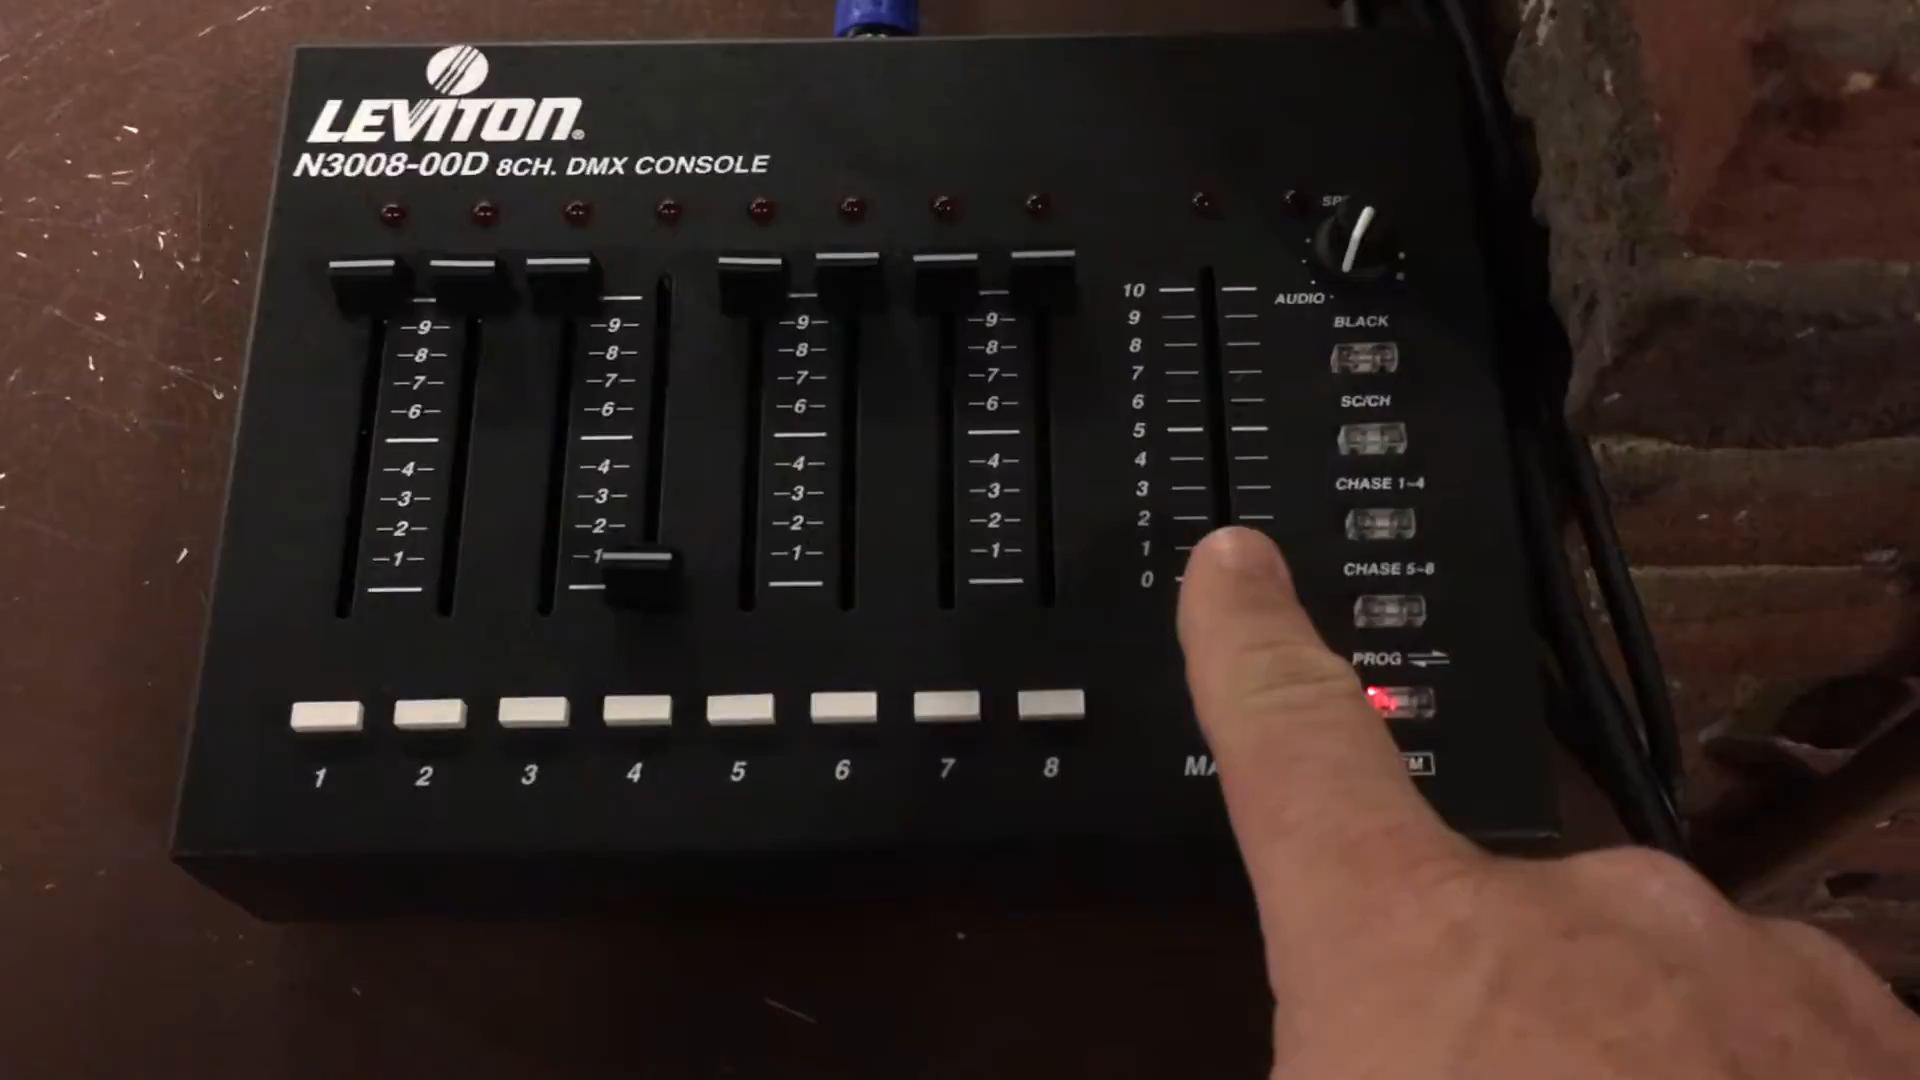 LEVITON®
N3008-00D 8CH. DMX CONSOLE
AUDIO
BLACK
SC/CH
CHASE 1~4
CHASE 5~8
PROG
10
9
8
7
6
5
4
3
2
1
0
9 9 9 9
8 8 8 8
7 7 7 7
6 6 6 6
4 4 4 4
3 3 3 3
2 2 2 2
1 1 1 1
1 2 3 4 5 6 7 8